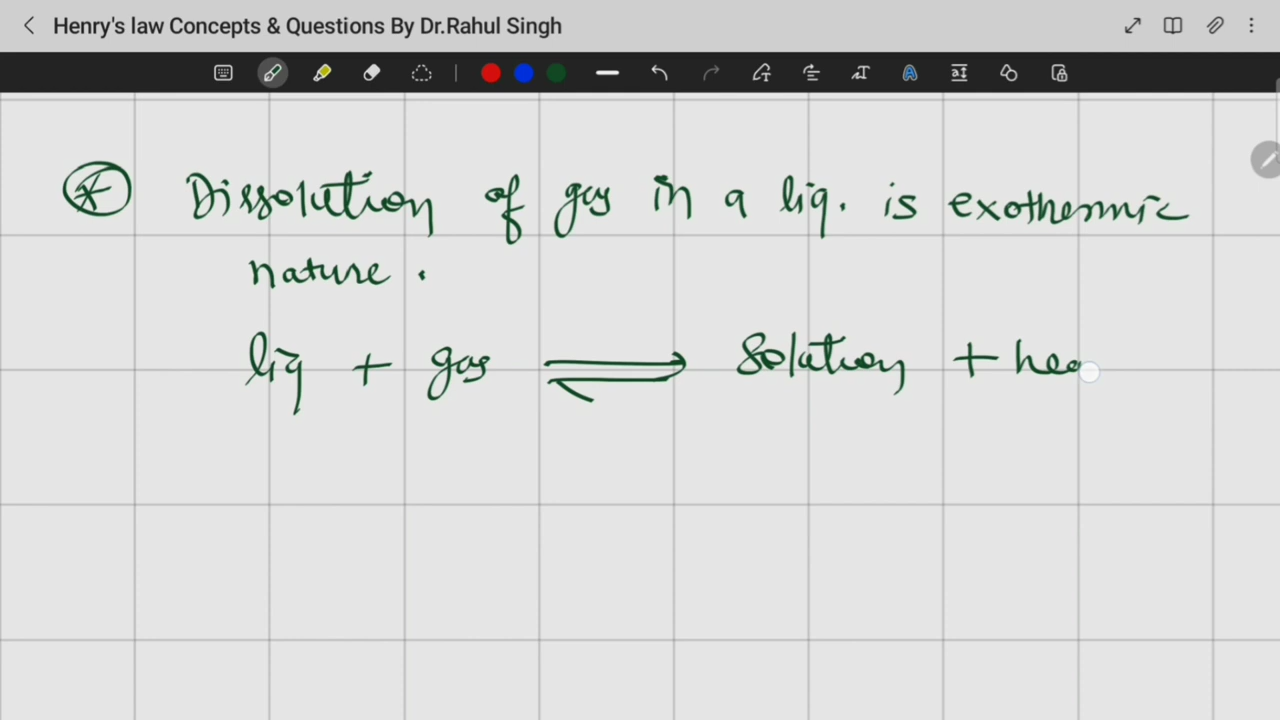 Henry's law Concepts & Questions By Dr.Rahul Singh
Dissolution of gas in a liq. is exothermic
nature.
liq + gas ⇌ Solution + hea